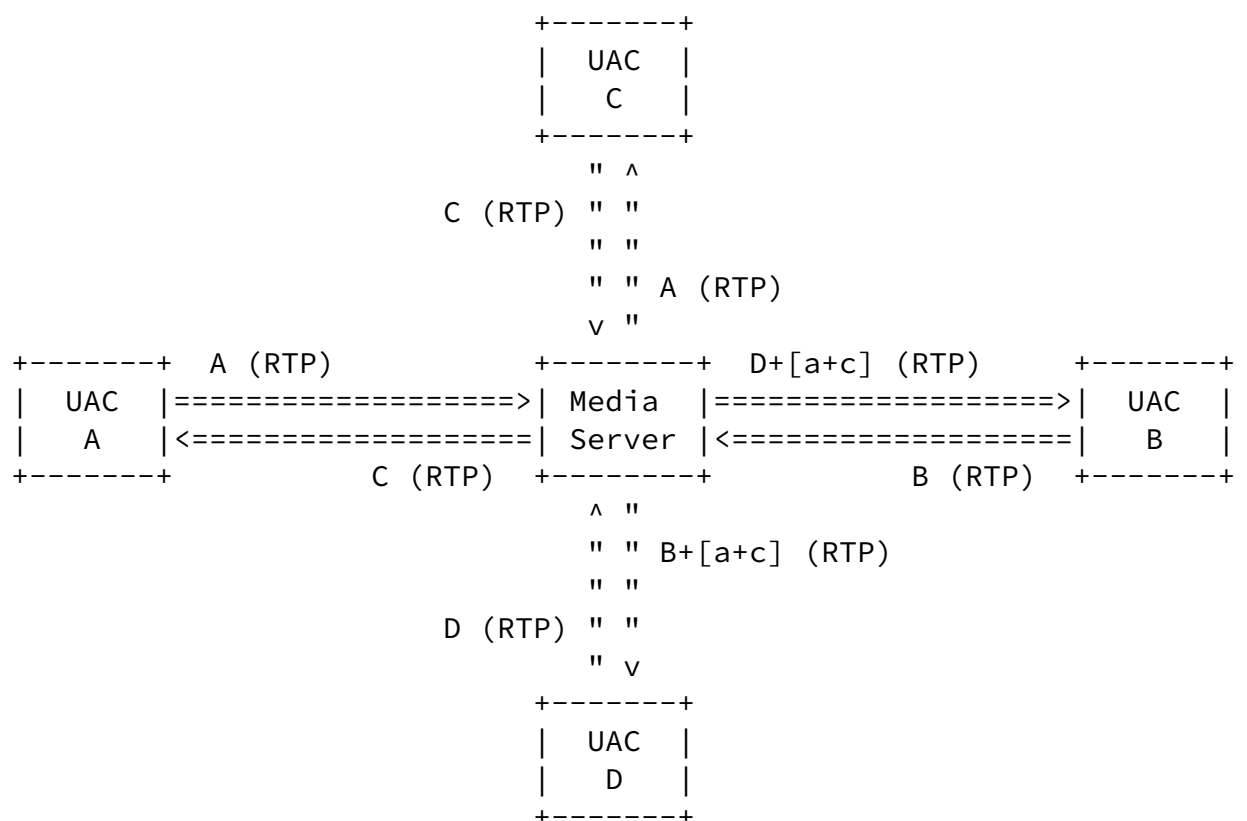 +-------+
|  UAC  |
|   C   |
+-------+
" ^
C (RTP) " "
" "
" " A (RTP)
v "
+-------+  A (RTP)          +--------+  D+[a+c] (RTP)     +-------+
|  UAC  |===================>| Media  |===================>|  UAC  |
|   A   |<===================| Server |<===================|   B   |
+-------+           C (RTP)  +--------+           B (RTP)  +-------+
^ "
" " B+[a+c] (RTP)
" "
D (RTP) " "
" v
+-------+
|  UAC  |
|   D   |
+-------+